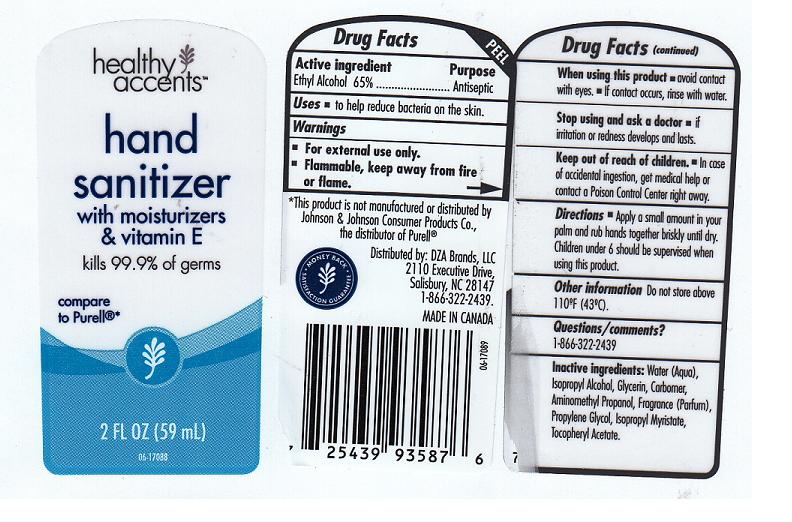 healthy
accents™
hand
sanitizer
with moisturizers
& vitamin E
kills 99.9% of germs
compare
to Purell®*
2 FL OZ (59 mL)
06-17088
Drug Facts
PEEL
Active ingredient Purpose
Ethyl Alcohol 65% ........................ Antiseptic
Uses ▪ to help reduce bacteria on the skin.
Warnings
▪ For external use only.
▪ Flammable, keep away from fire
or flame.
*This product is not manufactured or distributed by
Johnson & Johnson Consumer Products Co.,
the distributor of Purell®
MONEY BACK
SATISFACTION GUARANTEE
Distributed by: DZA Brands, LLC
2110 Executive Drive,
Salisbury, NC 28147
1-866-322-2439.
MADE IN CANADA
06-17089
7 25439 93587 6
Drug Facts (continued)
When using this product ▪ avoid contact
with eyes. ▪ If contact occurs, rinse with water.
Stop using and ask a doctor ▪ if
irritation or redness develops and lasts.
Keep out of reach of children. ▪ In case
of accidental ingestion, get medical help or
contact a Poison Control Center right away.
Directions ▪ Apply a small amount in your
palm and rub hands together briskly until dry.
Children under 6 should be supervised when
using this product.
Other information Do not store above
110ºF (43ºC).
Questions/comments?
1-866-322-2439
Inactive ingredients: Water (Aqua),
Isopropyl Alcohol, Glycerin, Carbomer,
Aminomethyl Propanol, Fragrance (Parfum),
Propylene Glycol, Isopropyl Myristate,
Tocopheryl Acetate.
7